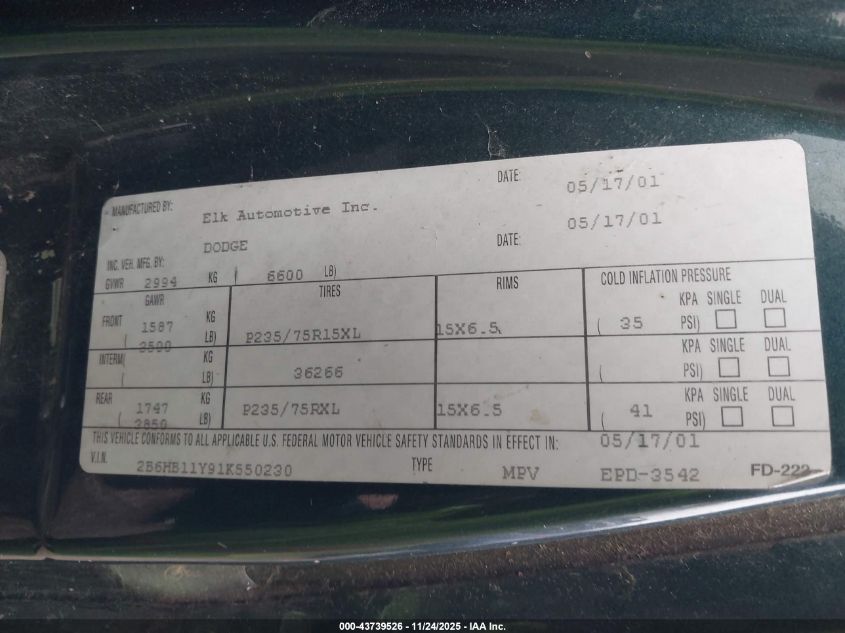 MANUFACTURED BY: Elk Automotive Inc. DATE: 05/17/01
INC. VEH. MFG. BY: DODGE DATE: 05/17/01
GVWR 2994 KG ( 6600 LB)
GAWR TIRES RIMS COLD INFLATION PRESSURE
FRONT 1587 KG P235/75R15XL 15X6.5 ( 35 KPA PSI) SINGLE DUAL
( 3500 LB)
INTERM KG 36266 KPA SINGLE DUAL
( LB) ( PSI)
REAR 1747 KG P235/75RXL 15X6.5 ( 41 KPA PSI) SINGLE DUAL
( 3850 LB)
THIS VEHICLE CONFORMS TO ALL APPLICABLE U.S. FEDERAL MOTOR VEHICLE SAFETY STANDARDS IN EFFECT IN: 05/17/01
V.I.N. 2B6HB11Y91K550230 TYPE MPV EPD-3542 FD-222
000-43739526 - 11/24/2025 - IAA Inc.